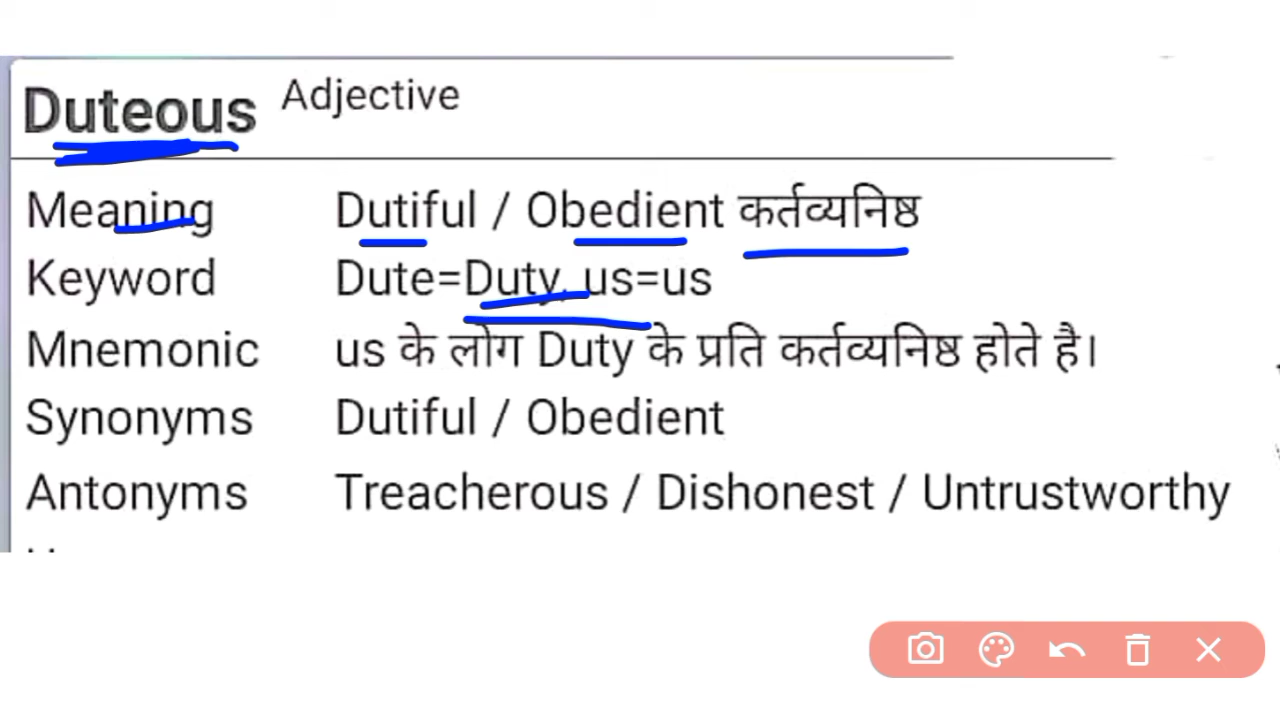 Duteous Adjective
Meaning Dutiful / Obedient कर्तव्यनिष्ठ
Keyword Dute=Duty, us=us
Mnemonic us के लोग Duty के प्रति कर्तव्यनिष्ठ होते है।
Synonyms Dutiful / Obedient
Antonyms Treacherous / Dishonest / Untrustworthy